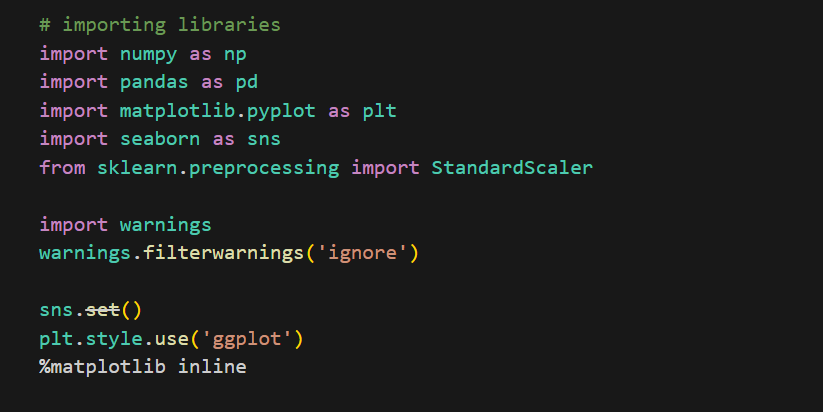 # importing libraries
import numpy as np
import pandas as pd
import matplotlib.pyplot as plt
import seaborn as sns
from sklearn.preprocessing import StandardScaler
import warnings
warnings.filterwarnings('ignore')
sns.set()
plt.style.use('ggplot')
%matplotlib inline